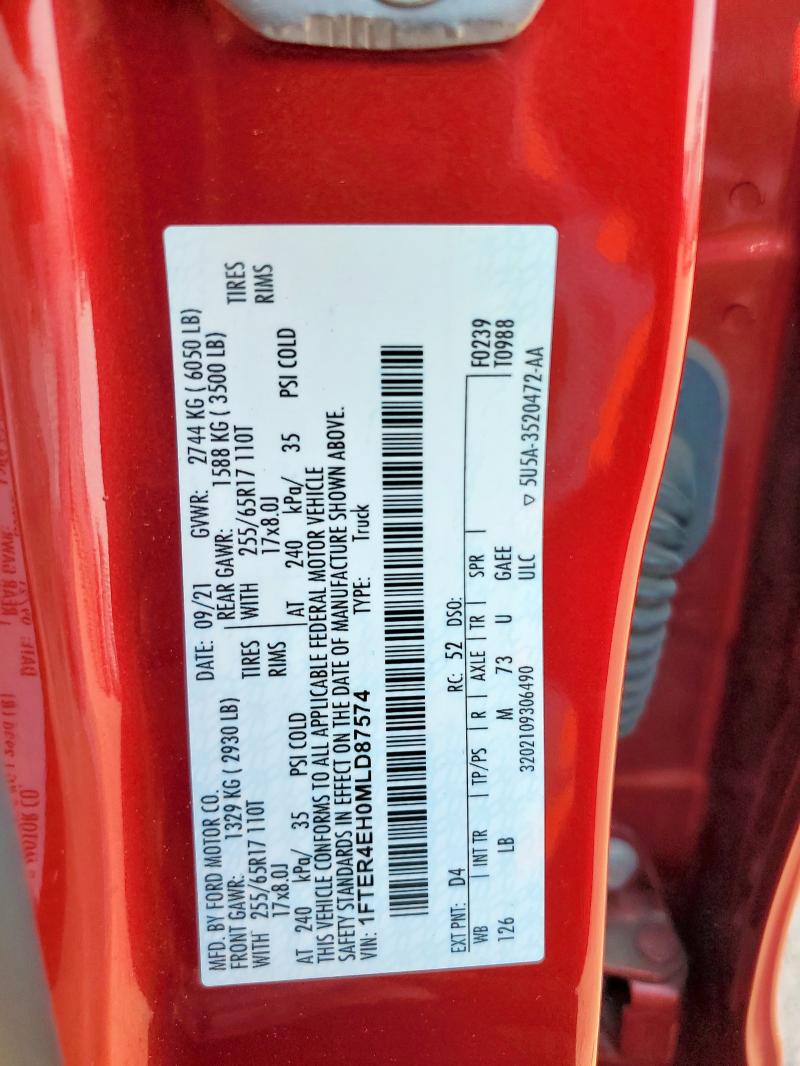 MFD. BY FORD MOTOR CO. DATE: 09/21 GVWR: 2744 KG ( 6050 LB)
FRONT GAWR: 1329 KG ( 2930 LB) REAR GAWR: 1588 KG ( 3500 LB)
WITH 255/65R17 110T TIRES WITH 255/65R17 110T TIRES
17x8.0J RIMS 17x8.0J RIMS
AT 240 kPa/ 35 PSI COLD AT 240 kPa/ 35 PSI COLD
THIS VEHICLE CONFORMS TO ALL APPLICABLE FEDERAL MOTOR VEHICLE
SAFETY STANDARDS IN EFFECT ON THE DATE OF MANUFACTURE SHOWN ABOVE.
VIN: 1FTER4EH0MLD87574 TYPE: Truck
EXT PNT: D4 RC: 52 DSO: F0239
WB INT TR TP/PS R AXLE TR SPR T0988
126 LB M 73 U GAEE
3202109306490 ULC ▽ 5U5A-3520472-AA